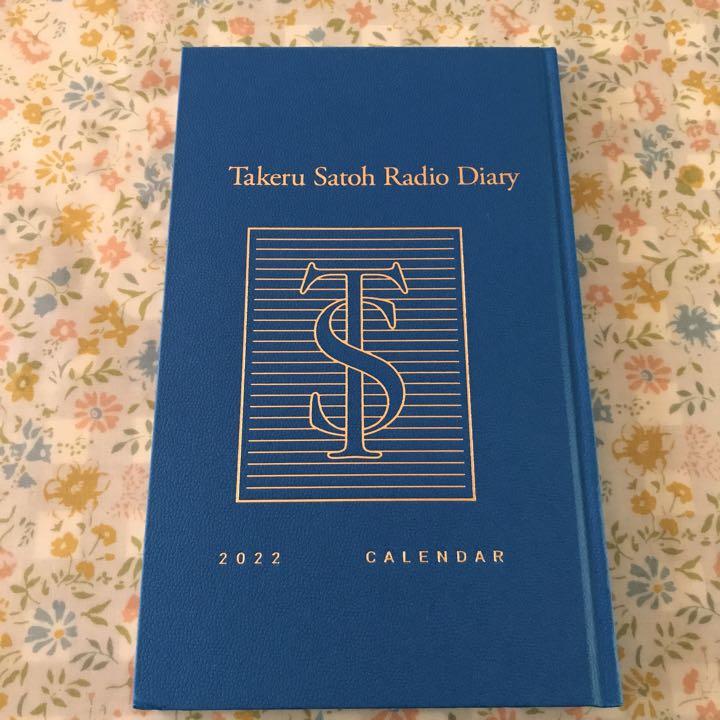 Takeru Satoh Radio Diary
TS
2022 CALENDAR